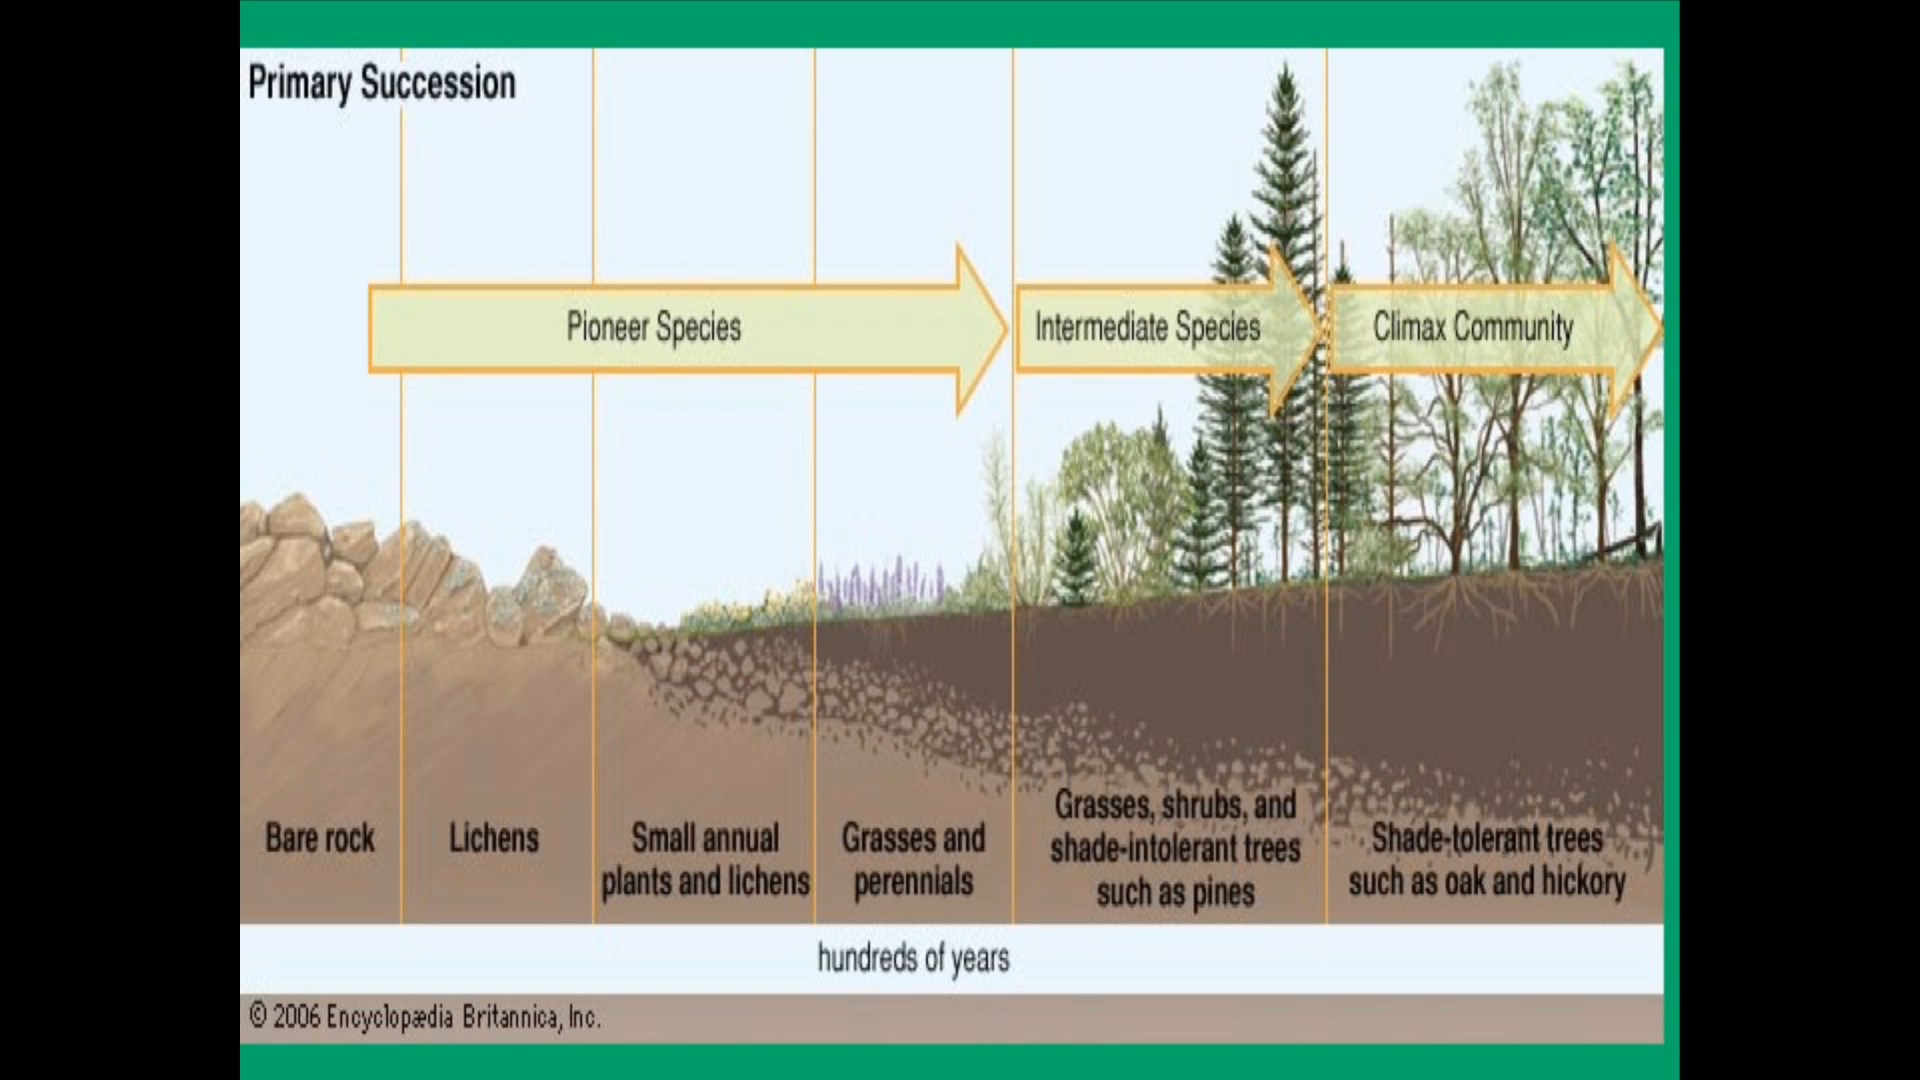 Primary Succession
Pioneer Species
Intermediate Species
Climax Community
Bare rock
Lichens
Small annual
plants and lichens
Grasses and
perennials
Grasses, shrubs, and
shade-intolerant trees
such as pines
Shade-tolerant trees
such as oak and hickory
hundreds of years
© 2006 Encyclopædia Britannica, Inc.